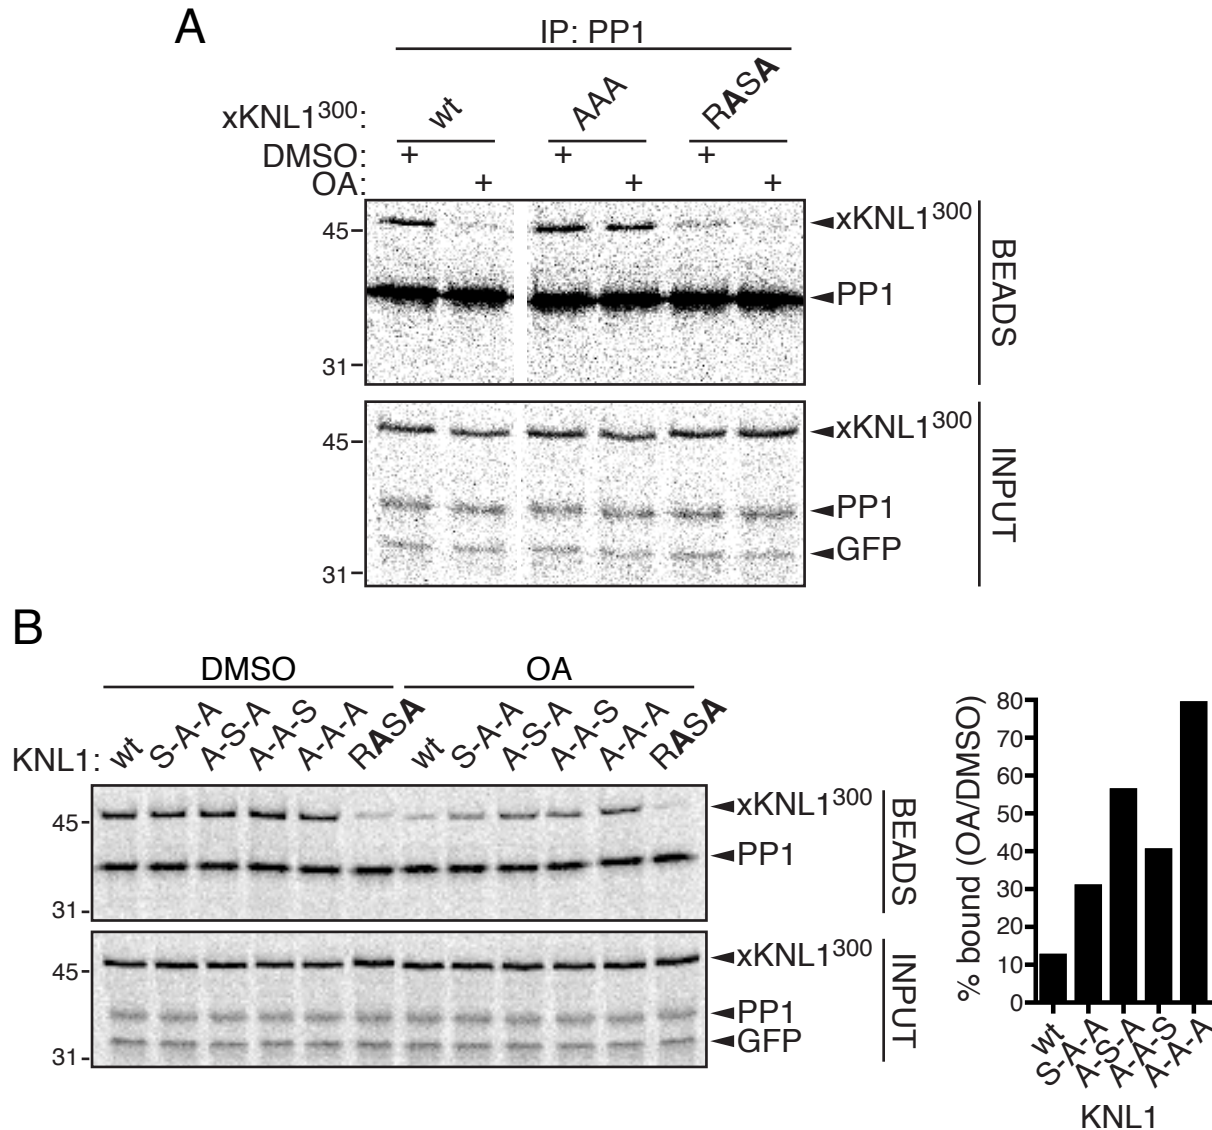 A
IP: PP1
xKNL1300: wt AAA RASA
DMSO: + + +
OA: + + +
45 xKNL1300
PP1
31
BEADS
45 xKNL1300
PP1
GFP
31
INPUT
B
DMSO OA
KNL1: wt S-A-A A-S-A A-A-S A-A-A RASA wt S-A-A A-S-A A-A-S A-A-A RASA
45 xKNL1300
PP1
31
BEADS
45 xKNL1300
PP1
GFP
31
INPUT
% bound (OA/DMSO)
80
70
60
50
40
30
20
10
0
wt S-A-A A-S-A A-A-S A-A-A
KNL1